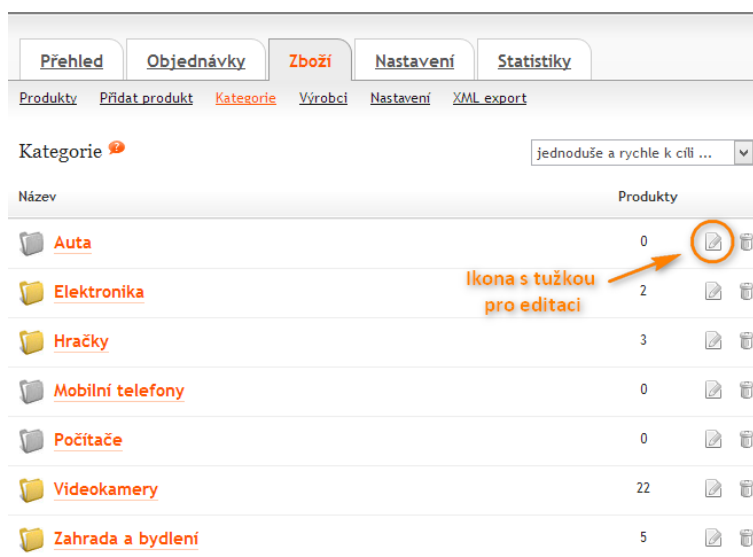 Přehled Objednávky Zboží Nastavení Statistiky
Produkty Přidat produkt Kategorie Výrobci Nastavení XML export
Kategorie ? jednoduše a rychle k cíli ...
Název Produkty
Auta 0
Ikona s tužkou
pro editaci
Elektronika 2
Hračky 3
Mobilní telefony 0
Počítače 0
Videokamery 22
Zahrada a bydlení 5